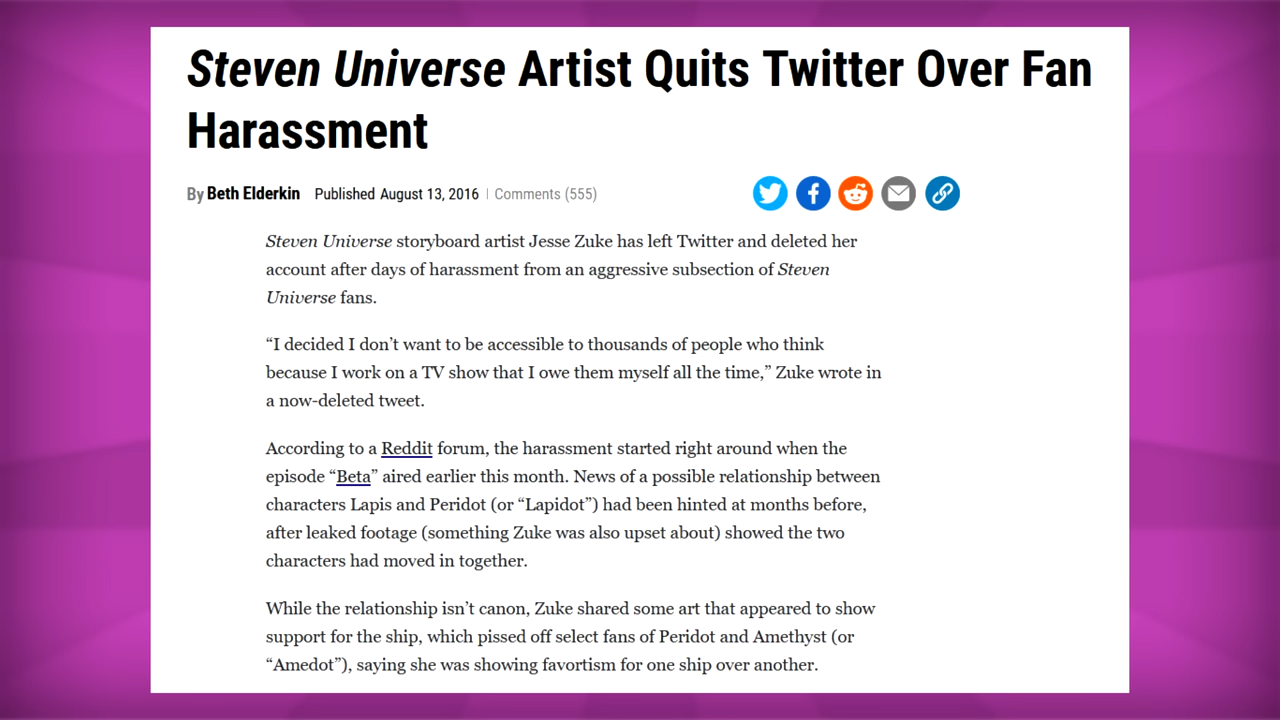 Steven Universe Artist Quits Twitter Over Fan
Harassment
By Beth Elderkin Published August 13, 2016 | Comments (555)
Steven Universe storyboard artist Jesse Zuke has left Twitter and deleted her
account after days of harassment from an aggressive subsection of Steven
Universe fans.
“I decided I don’t want to be accessible to thousands of people who think
because I work on a TV show that I owe them myself all the time,” Zuke wrote in
a now-deleted tweet.
According to a Reddit forum, the harassment started right around when the
episode “Beta” aired earlier this month. News of a possible relationship between
characters Lapis and Peridot (or “Lapidot”) had been hinted at months before,
after leaked footage (something Zuke was also upset about) showed the two
characters had moved in together.
While the relationship isn’t canon, Zuke shared some art that appeared to show
support for the ship, which pissed off select fans of Peridot and Amethyst (or
“Amedot”), saying she was showing favortism for one ship over another.